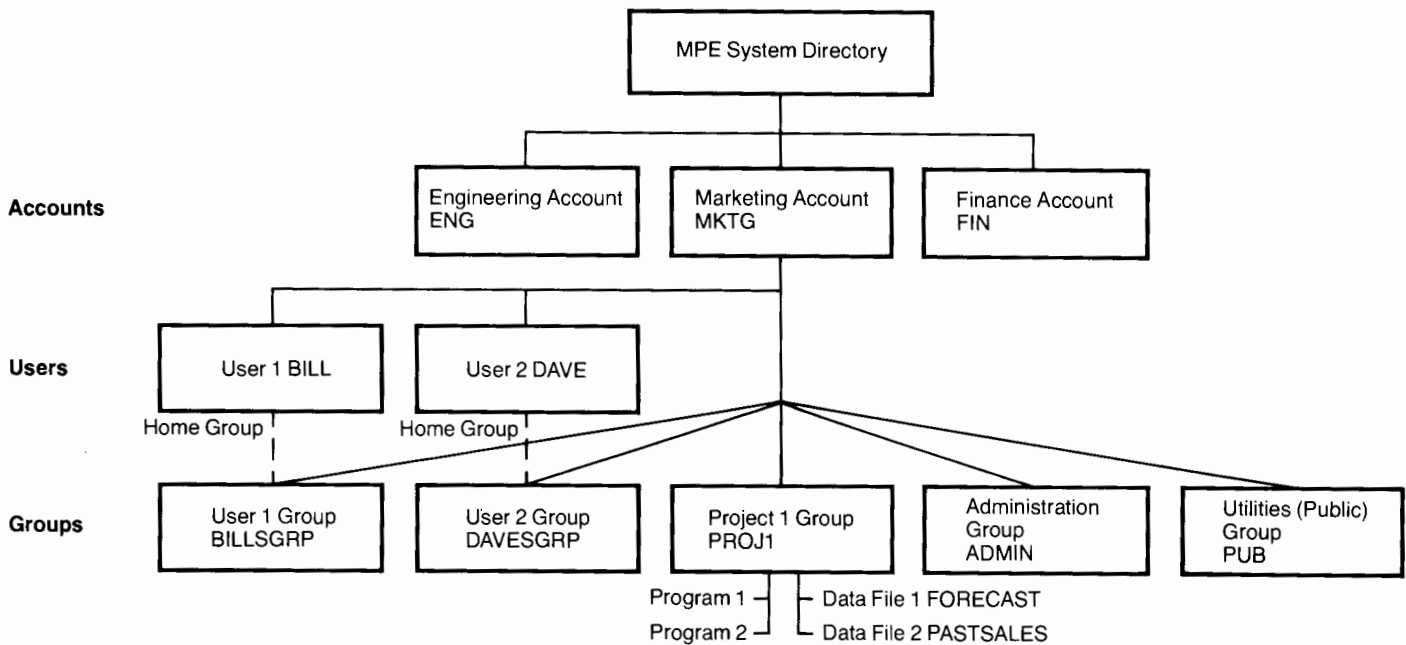 MPE System Directory
Accounts
Engineering Account
ENG
Marketing Account
MKTG
Finance Account
FIN
Users
User 1 BILL
User 2 DAVE
Home Group
Home Group
Groups
User 1 Group
BILLSGRP
User 2 Group
DAVESGRP
Project 1 Group
PROJ1
Administration
Group
ADMIN
Utilities (Public)
Group
PUB
Program 1
Data File 1 FORECAST
Program 2
Data File 2 PASTSALES